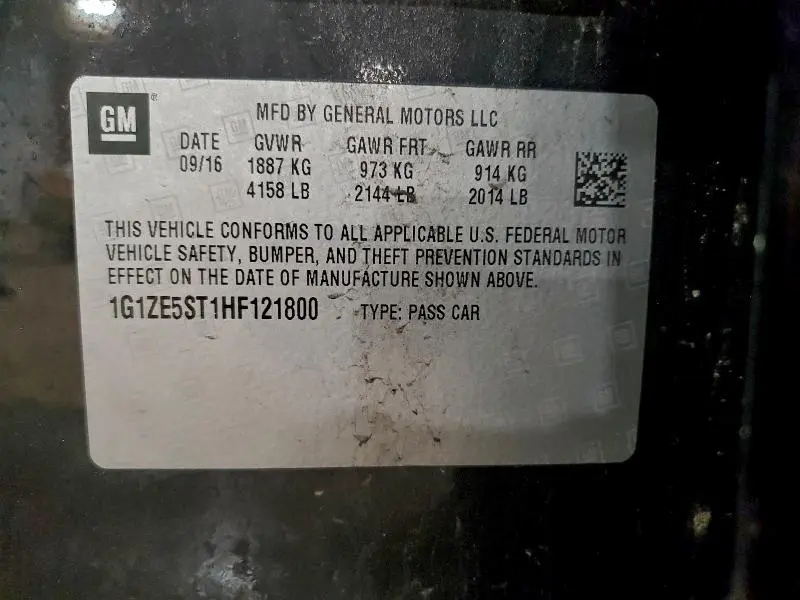 GM®
MFD BY GENERAL MOTORS LLC
DATE GVWR GAWR FRT GAWR RR
09/16 1887 KG 973 KG 914 KG
4158 LB 2144 LB 2014 LB
THIS VEHICLE CONFORMS TO ALL APPLICABLE U.S. FEDERAL MOTOR
VEHICLE SAFETY, BUMPER, AND THEFT PREVENTION STANDARDS IN
EFFECT ON THE DATE OF MANUFACTURE SHOWN ABOVE.
1G1ZE5ST1HF121800 TYPE: PASS CAR